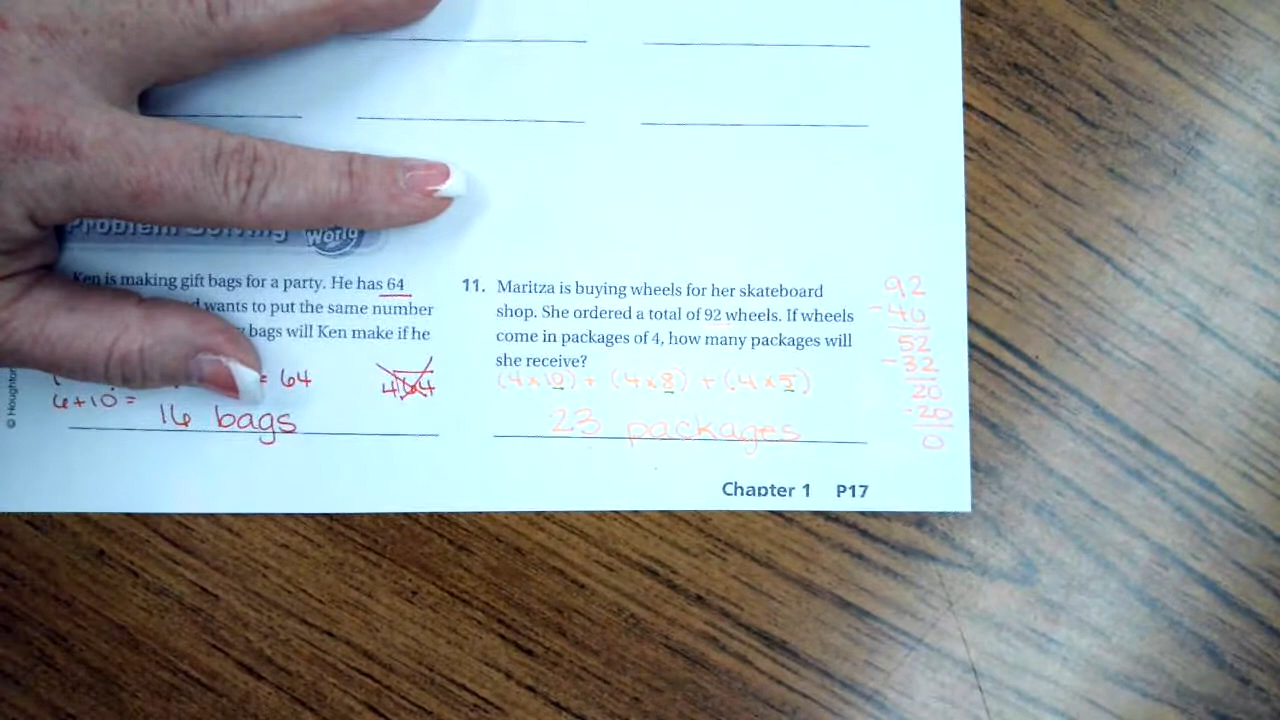 Problem Solving World
Ken is making gift bags for a party. He has 64
wants to put the same number
bags will Ken make if he
= 64
464
6+10=
16 bags
11. Maritza is buying wheels for her skateboard
shop. She ordered a total of 92 wheels. If wheels
come in packages of 4, how many packages will
she receive?
(4×10) + (4×8) + (4×5)
23 packages
92
-40
52
-32
20
-20
0
© Houghton
Chapter 1 P17